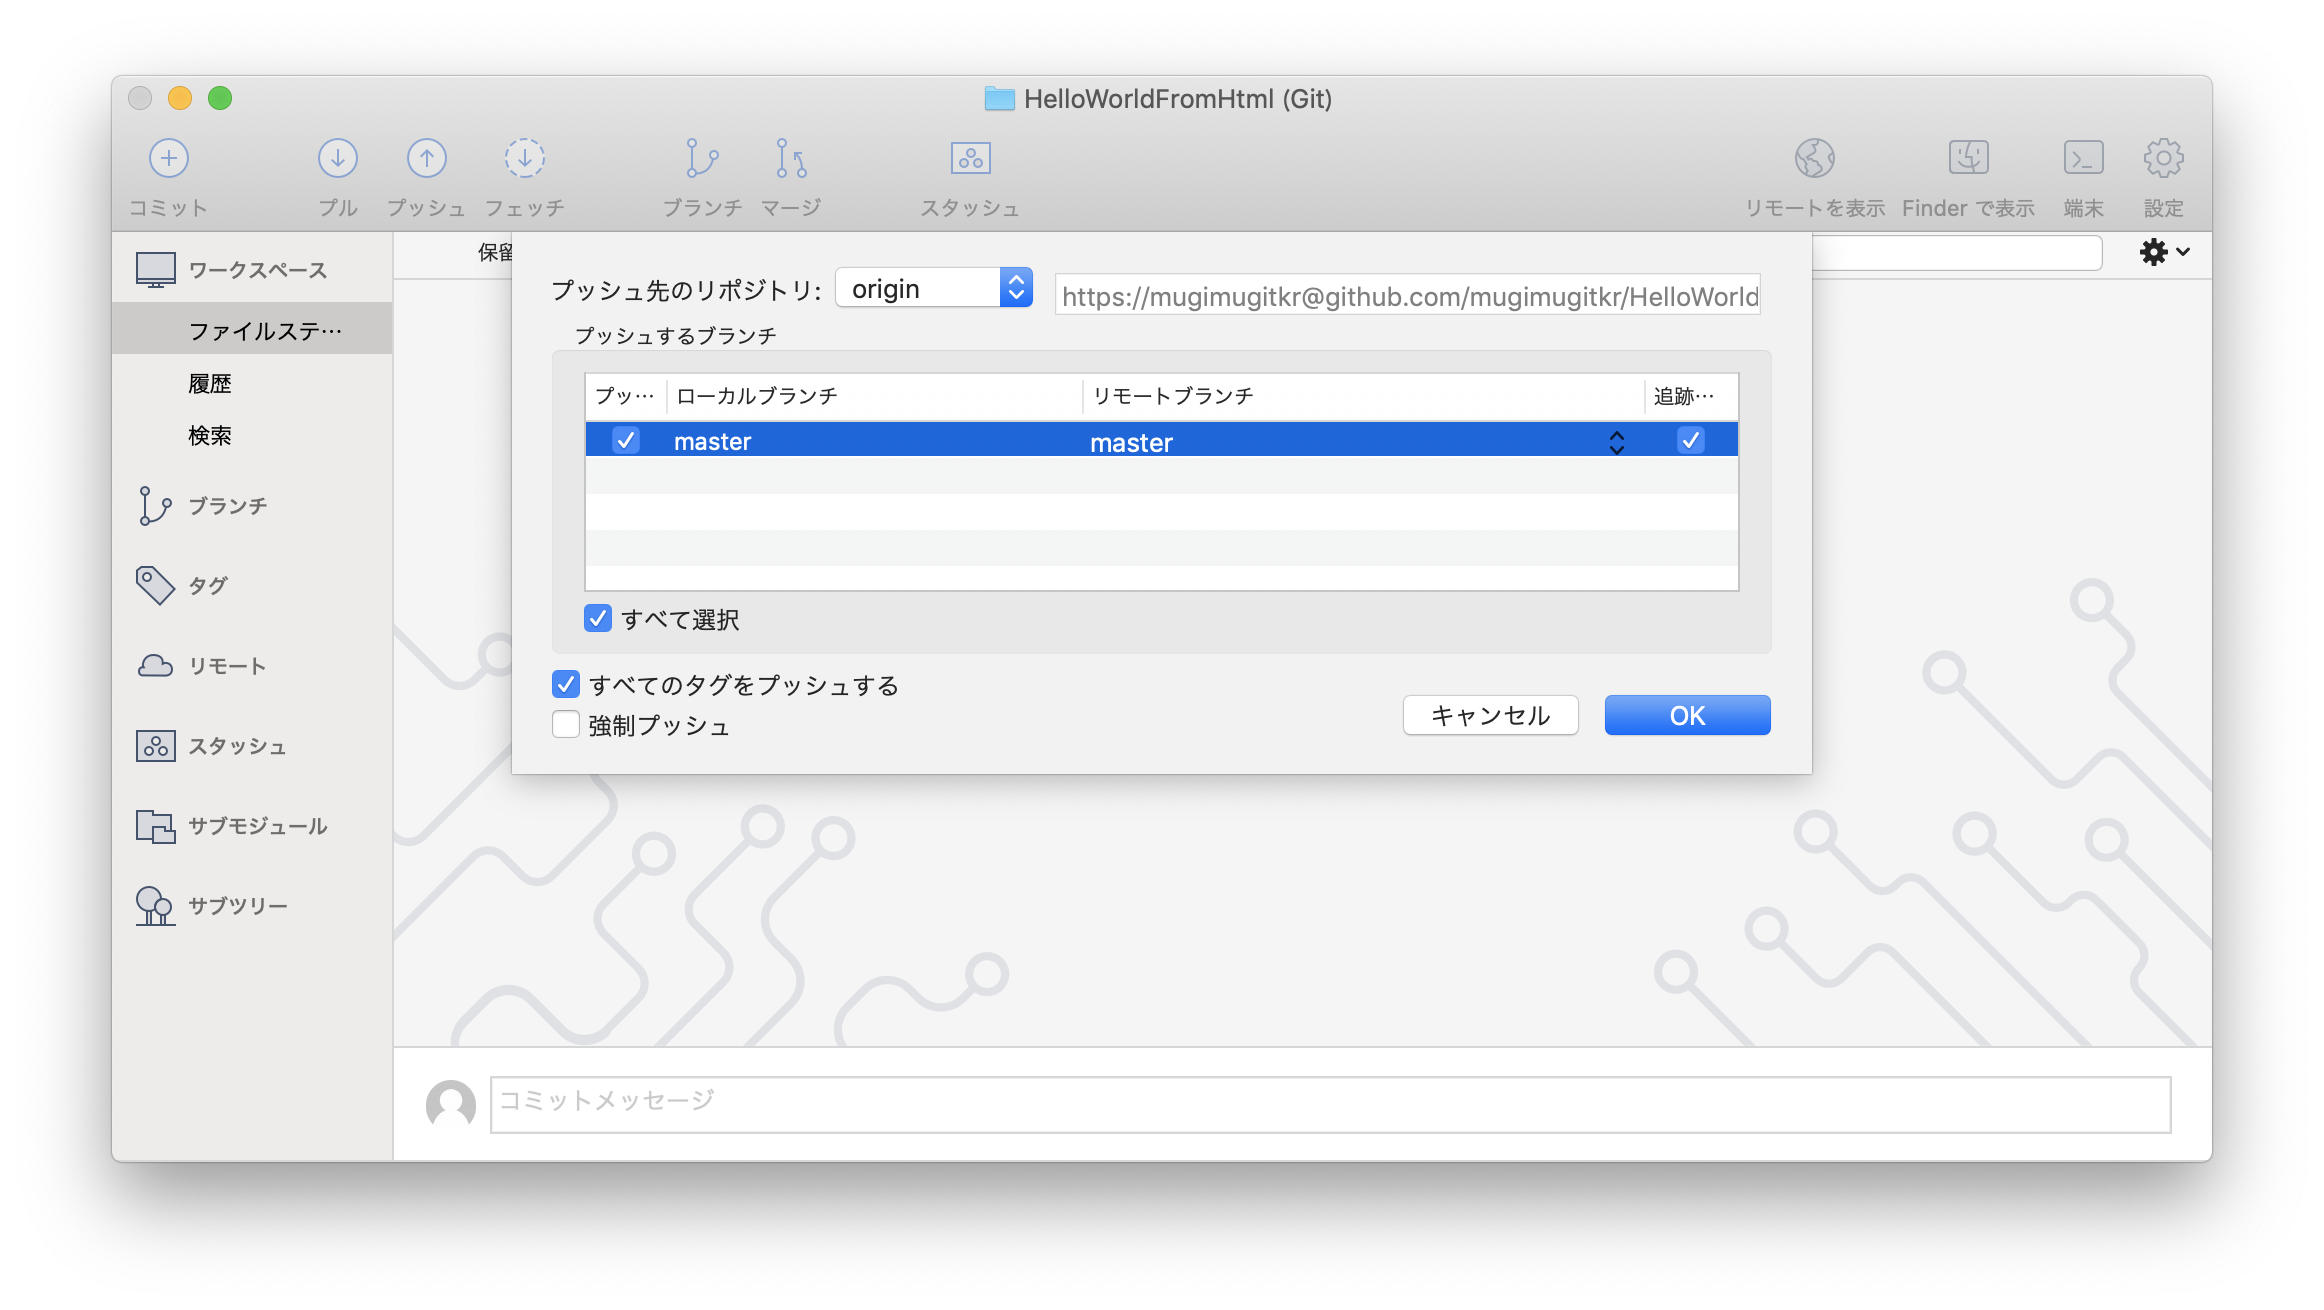 HelloWorldFromHtml (Git)
コミット プル プッシュ フェッチ ブランチ マージ スタッシュ リモートを表示 Finder で表示 端末 設定
ワークスペース
ファイルステ…
履歴
検索
ブランチ
タグ
リモート
スタッシュ
サブモジュール
サブツリー
保留
プッシュ先のリポジトリ: origin https://mugimugitkr@github.com/mugimugitkr/HelloWorld
プッシュするブランチ
プッ… ローカルブランチ リモートブランチ 追跡…
master master
すべて選択
すべてのタグをプッシュする
強制プッシュ
キャンセル OK
コミットメッセージ